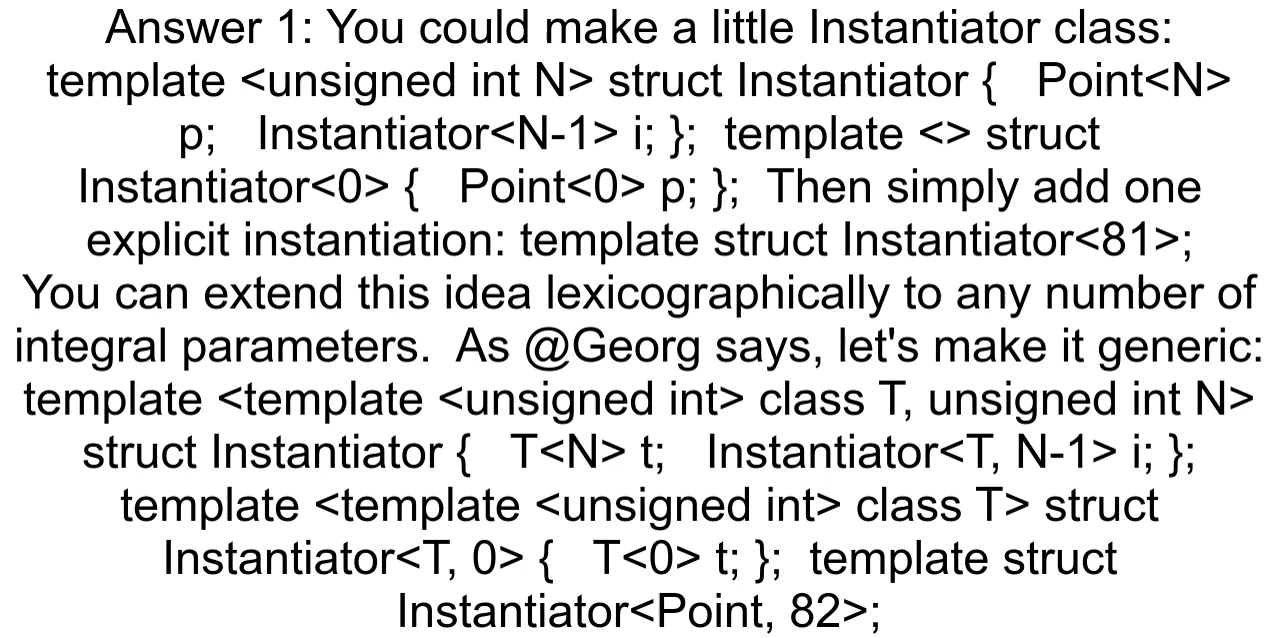 Answer 1: You could make a little Instantiator class:
template <unsigned int N> struct Instantiator {   Point<N>
p;   Instantiator<N-1> i; };  template <> struct
Instantiator<0> {   Point<0> p; };  Then simply add one
explicit instantiation: template struct Instantiator<81>;
You can extend this idea lexicographically to any number of
integral parameters.  As @Georg says, let's make it generic:
template <template <unsigned int> class T, unsigned int N>
struct Instantiator {   T<N> t;   Instantiator<T, N-1> i; };
template <template <unsigned int> class T> struct
Instantiator<T, 0> {   T<0> t; };  template struct
Instantiator<Point, 82>;